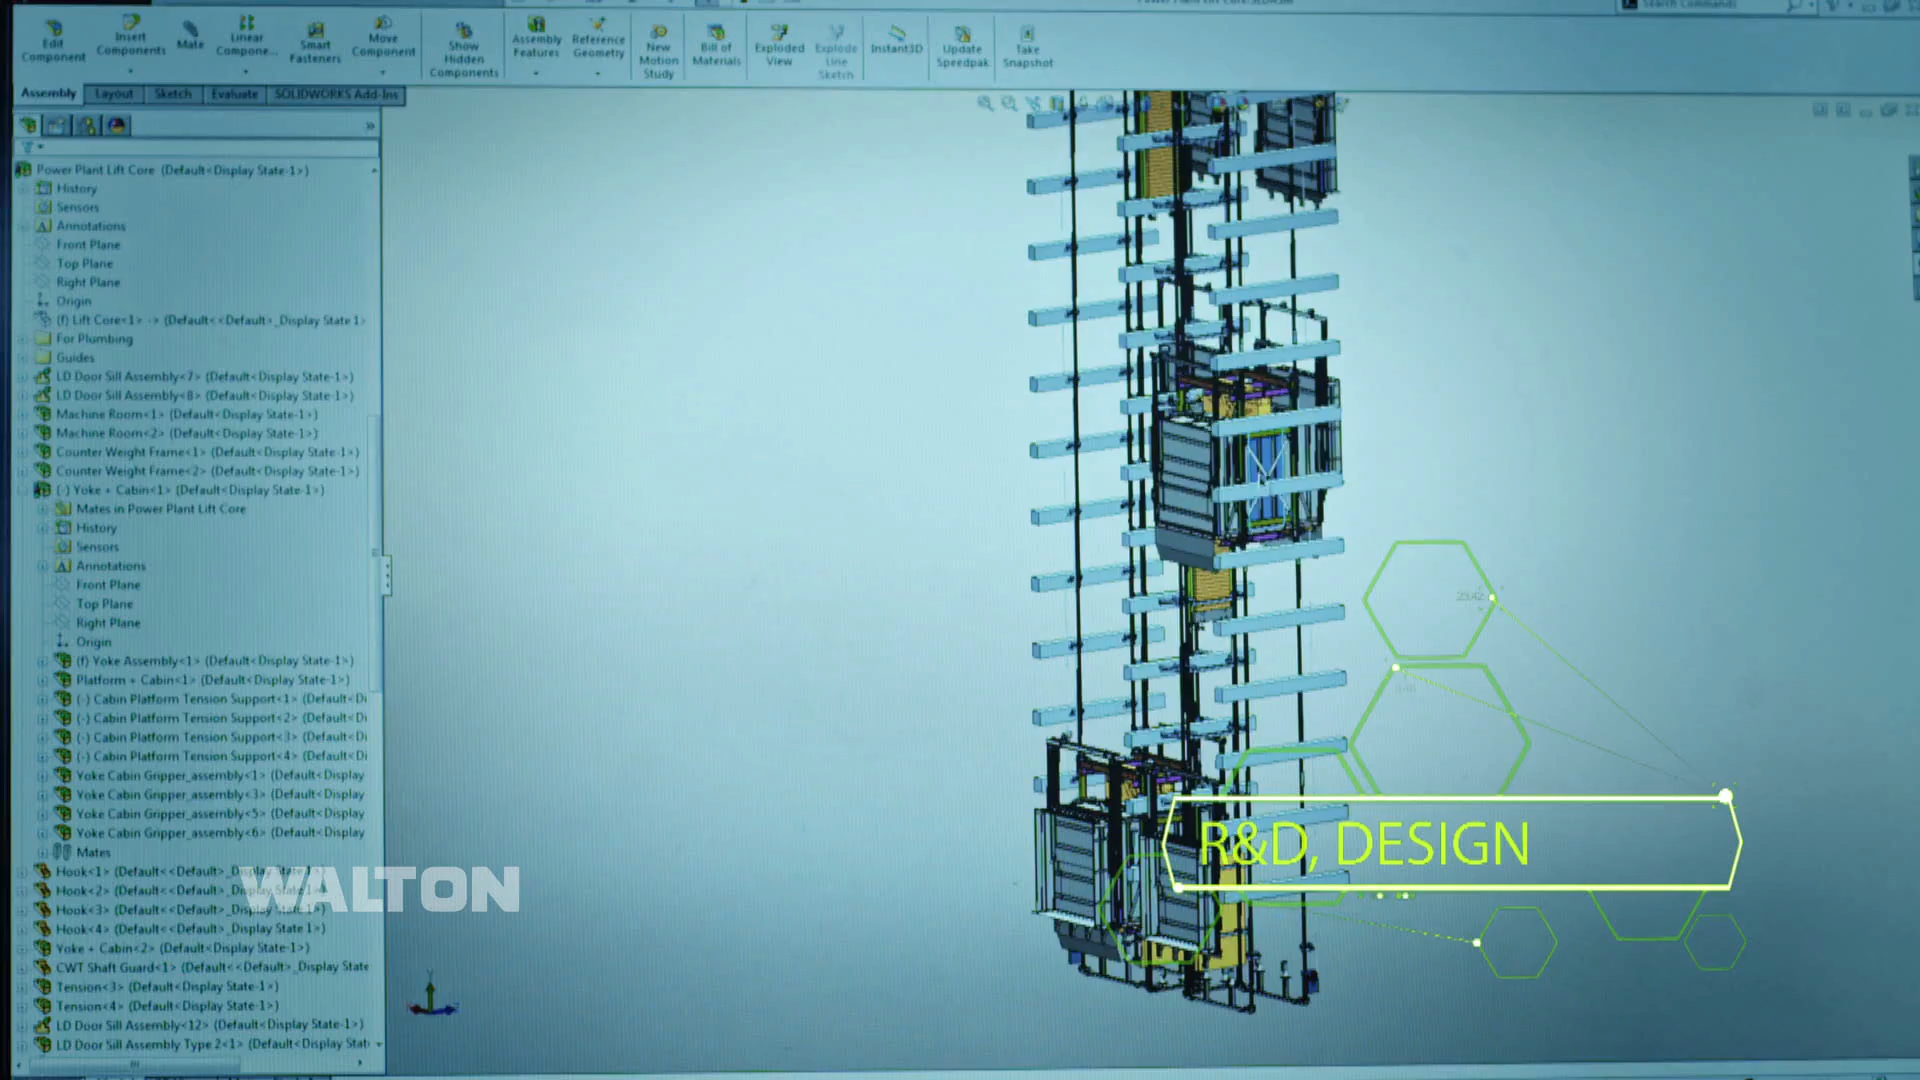 Search Commands
Edit Component
Insert Components
Mate
Linear Compone...
Smart Fasteners
Move Component
Show Hidden Components
Assembly Features
Reference Geometry
New Motion Study
Bill of Materials
Exploded View
Explode Line Sketch
Instant3D
Update Speedpak
Take Snapshot
Assembly Layout Sketch Evaluate SOLIDWORKS Add-Ins
Power Plant Lift Core (Default<Display State-1>)
History
Sensors
Annotations
Front Plane
Top Plane
Right Plane
Origin
(f) Lift Core<1> -> (Default<<Default>_Display State 1>
For Plumbing
Guides
LD Door Sill Assembly<7> (Default<Display State-1>)
LD Door Sill Assembly<8> (Default<Display State-1>)
Machine Room<1> (Default<Display State-1>)
Machine Room<2> (Default<Display State-1>)
Counter Weight Frame<1> (Default<Display State-1>)
Counter Weight Frame<2> (Default<Display State-1>)
(-) Yoke + Cabin<1> (Default<Display State-1>)
Mates in Power Plant Lift Core
History
Sensors
Annotations
Front Plane
Top Plane
Right Plane
Origin
(f) Yoke Assembly<1> (Default<Display State-1>)
Platform + Cabin<1> (Default<Display State-1>)
(-) Cabin Platform Tension Support<1> (Default<Di
(-) Cabin Platform Tension Support<2> (Default<Di
(-) Cabin Platform Tension Support<3> (Default<Di
(-) Cabin Platform Tension Support<4> (Default<Di
Yoke Cabin Gripper_assembly<1> (Default<Display
Yoke Cabin Gripper_assembly<3> (Default<Display
Yoke Cabin Gripper_assembly<5> (Default<Display
Yoke Cabin Gripper_assembly<6> (Default<Display
Mates
Hook<1> (Default<<Default>_Display State 1>)
Hook<2> (Default<<Default>_Display State 1>)
Hook<3> (Default<<Default>_Display State 1>)
Hook<4> (Default<<Default>_Display State 1>)
Yoke + Cabin<2> (Default<Display State-1>)
CWT Shaft Guard<1> (Default<<Default>_Display State
Tension<3> (Default<Display State-1>)
Tension<4> (Default<Display State-1>)
LD Door Sill Assembly<12> (Default<Display State-1>)
LD Door Sill Assembly Type 2<1> (Default<Display Stat
WALTON
23.42
R&D, DESIGN